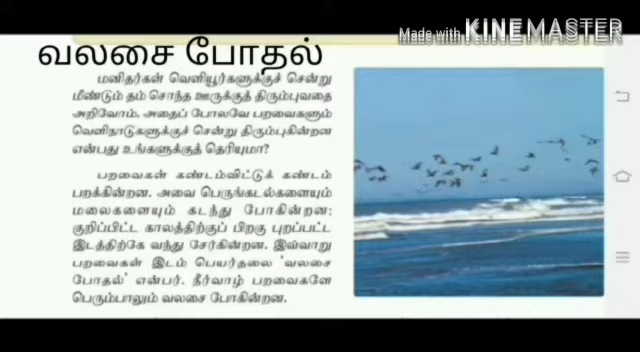 Made with KINEMASTER
வலசை போதல்
மனிதர்கள் வெளியூர்களுக்குச் சென்று
மீண்டும் தம் சொந்த ஊருக்குத் திரும்புவதை
அறிவோம். அதைப் போலவே பறவைகளும்
வெளிநாடுகளுக்குச் சென்று திரும்புகின்றன
என்பது உங்களுக்குத் தெரியுமா?
பறவைகள் கண்டம்விட்டுக் கண்டம்
பறக்கின்றன. அவை பெருங்கடல்களையும்
மலைகளையும் கடந்து போகின்றன;
குறிப்பிட்ட காலத்திற்குப் பிறகு புறப்பட்ட
இடத்திற்கே வந்து சேர்கின்றன. இவ்வாறு
பறவைகள் இடம் பெயர்தலை 'வலசை
போதல்' என்பர். நீர்வாழ் பறவைகளே
பெரும்பாலும் வலசை போகின்றன.